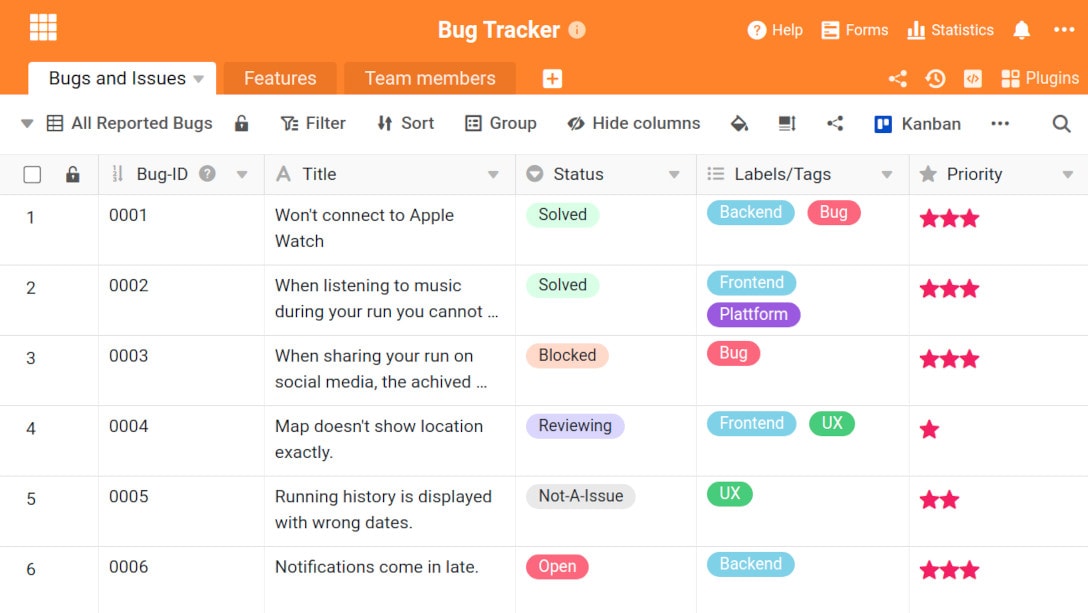 Bug Tracker
Help
Forms
Statistics
Bugs and Issues
Features
Team members
Plugins
All Reported Bugs
Filter
Sort
Group
Hide columns
Kanban
Bug-ID
Title
Status
Labels/Tags
Priority
1
0001
Won't connect to Apple
Watch
Solved
Backend
Bug
2
0002
When listening to music
during your run you cannot ...
Solved
Frontend
Plattform
3
0003
When sharing your run on
social media, the achived ...
Blocked
Bug
4
0004
Map doesn't show location
exactly.
Reviewing
Frontend
UX
5
0005
Running history is displayed
with wrong dates.
Not-A-Issue
UX
6
0006
Notifications come in late.
Open
Backend